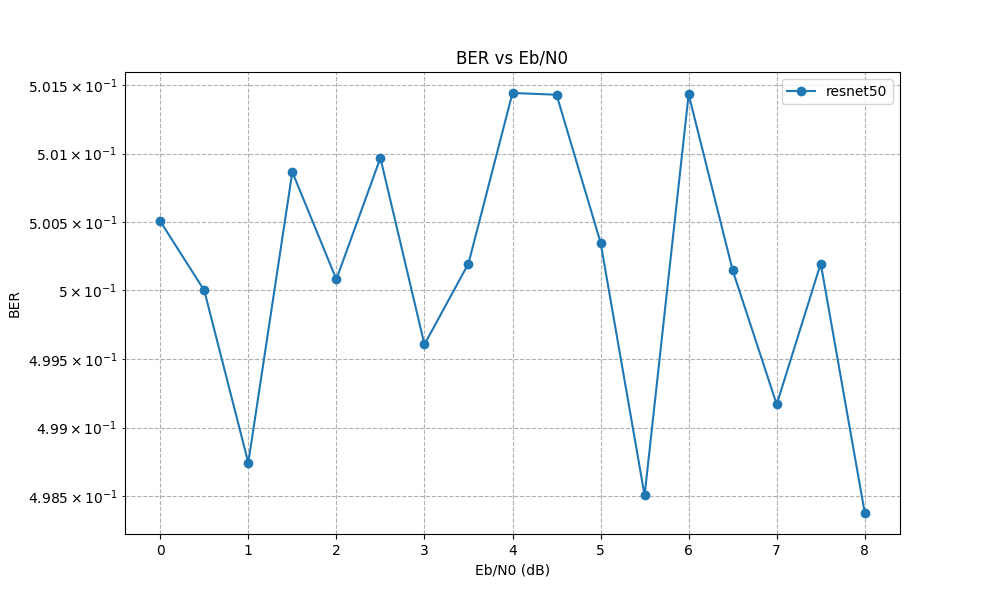 BER vs Eb/N0
resnet50
5.015 × 10⁻¹
5.01 × 10⁻¹
5.005 × 10⁻¹
5 × 10⁻¹
4.995 × 10⁻¹
4.99 × 10⁻¹
4.985 × 10⁻¹
BER
0 1 2 3 4 5 6 7 8
Eb/N0 (dB)